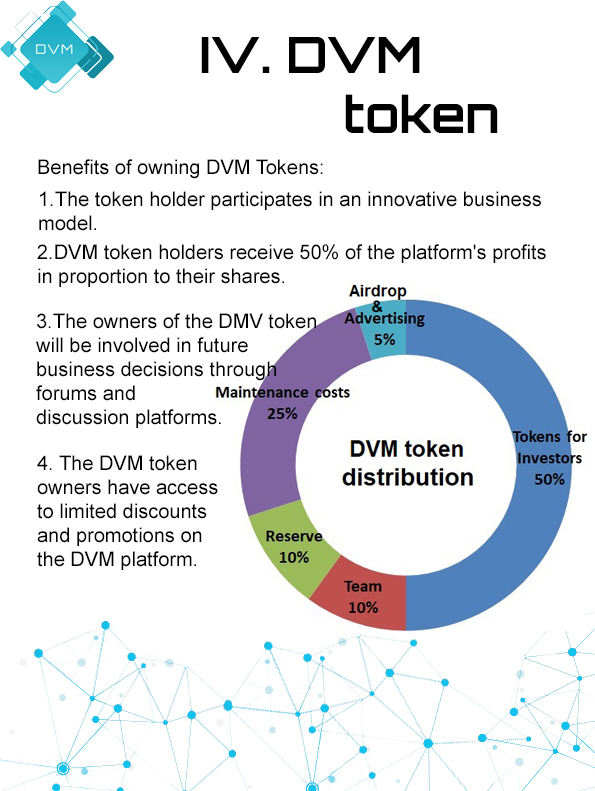 DVM
IV. DVM
token
Benefits of owning DVM Tokens:
1.The token holder participates in an innovative business
model.
2.DVM token holders receive 50% of the platform's profits
in proportion to their shares.
3.The owners of the DMV token
will be involved in future
business decisions through
forums and
discussion platforms.
4. The DVM token
owners have access
to limited discounts
and promotions on
the DVM platform.
Airdrop
&
Advertising
5%
Maintenance costs
25%
Tokens for
Investors
50%
DVM token
distribution
Reserve
10%
Team
10%